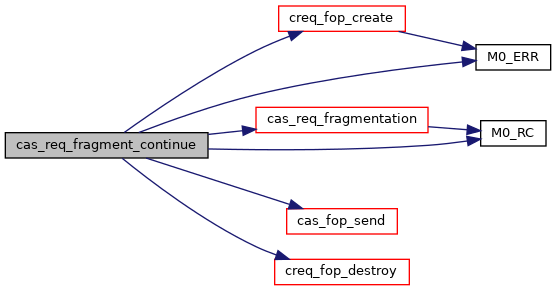 creq_fop_create
M0_ERR
cas_req_fragmentation
M0_RC
cas_req_fragment_continue
cas_fop_send
creq_fop_destroy